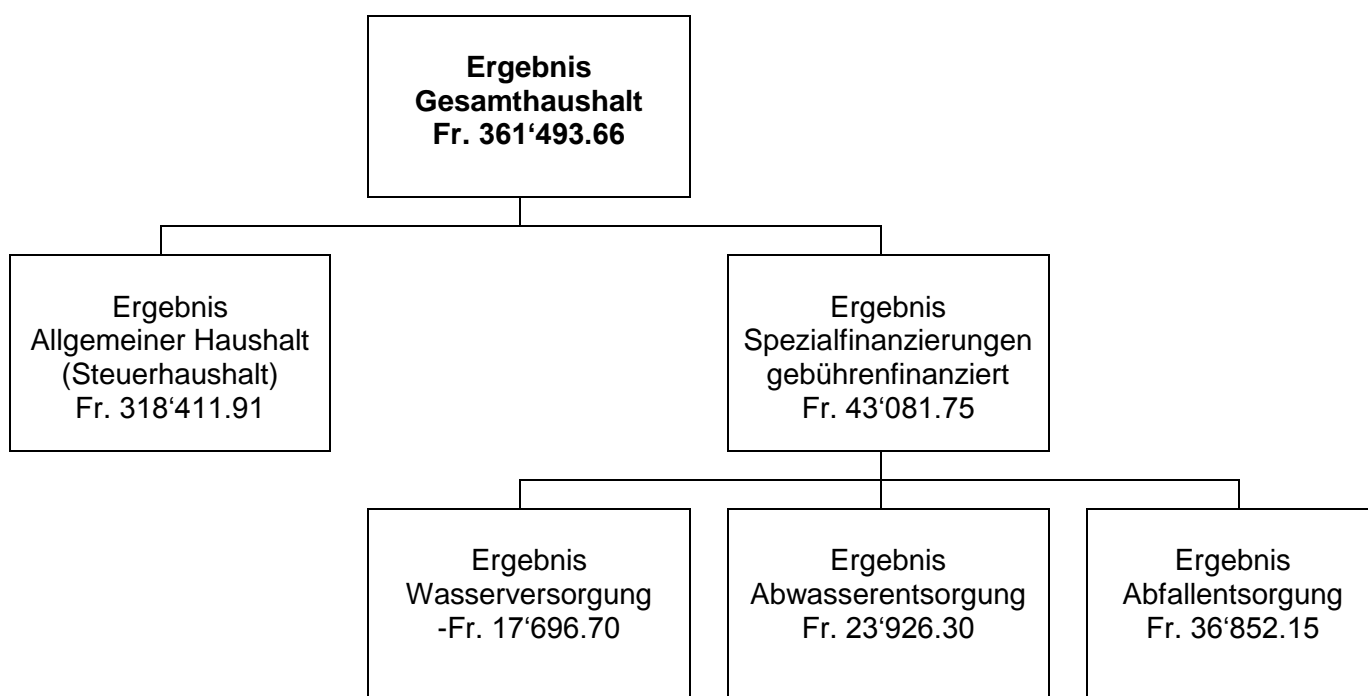 Ergebnis
Gesamthaushalt
Fr. 361‘493.66
Ergebnis
Allgemeiner Haushalt
(Steuerhaushalt)
Fr. 318‘411.91
Ergebnis
Spezialfinanzierungen
gebührenfinanziert
Fr. 43‘081.75
Ergebnis
Wasserversorgung
-Fr. 17‘696.70
Ergebnis
Abwasserentsorgung
Fr. 23‘926.30
Ergebnis
Abfallentsorgung
Fr. 36‘852.15